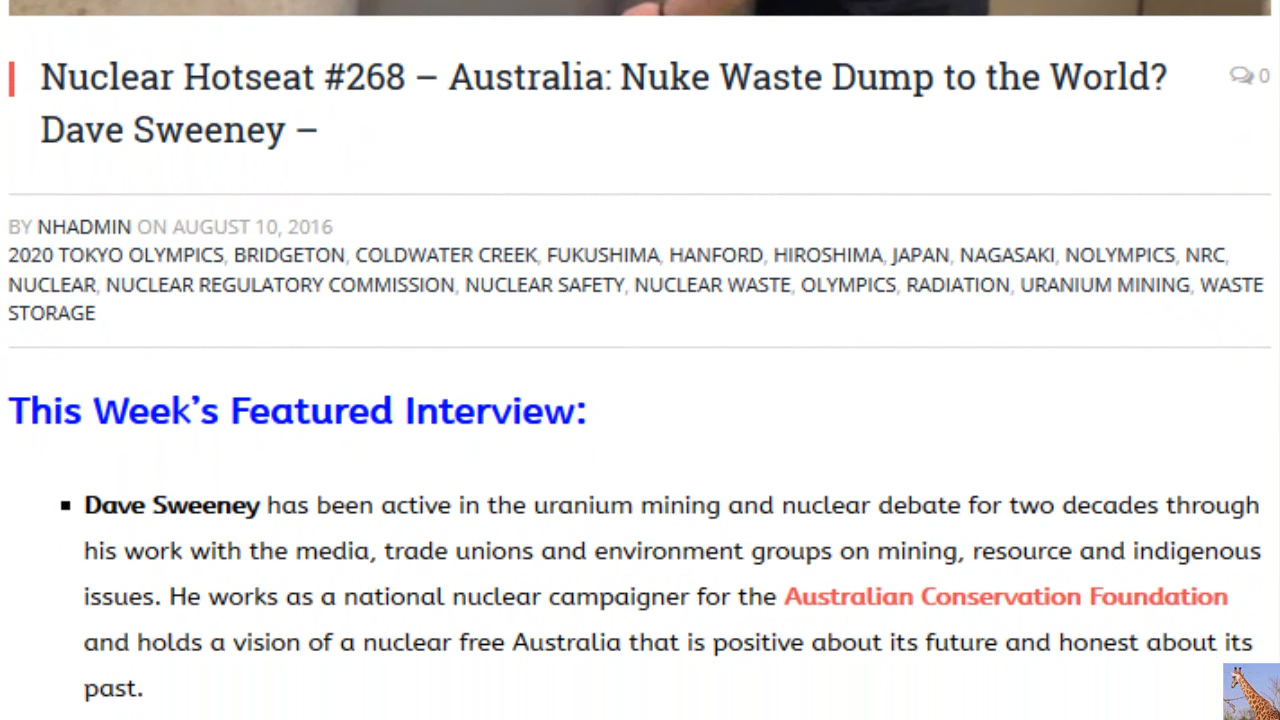 Nuclear Hotseat #268 – Australia: Nuke Waste Dump to the World?
0
Dave Sweeney –
BY NHADMIN ON AUGUST 10, 2016
2020 TOKYO OLYMPICS, BRIDGETON, COLDWATER CREEK, FUKUSHIMA, HANFORD, HIROSHIMA, JAPAN, NAGASAKI, NOLYMPICS, NRC,
NUCLEAR, NUCLEAR REGULATORY COMMISSION, NUCLEAR SAFETY, NUCLEAR WASTE, OLYMPICS, RADIATION, URANIUM MINING, WASTE
STORAGE
This Week’s Featured Interview:
▪ Dave Sweeney has been active in the uranium mining and nuclear debate for two decades through
his work with the media, trade unions and environment groups on mining, resource and indigenous
issues. He works as a national nuclear campaigner for the Australian Conservation Foundation
and holds a vision of a nuclear free Australia that is positive about its future and honest about its
past.